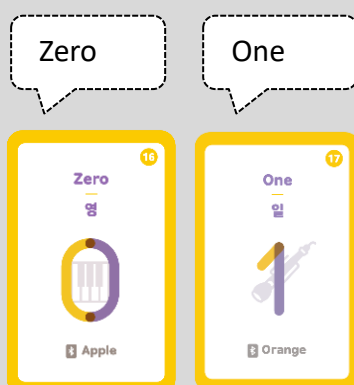 Zero
One
16
Zero
영
Apple
17
One
일
Orange